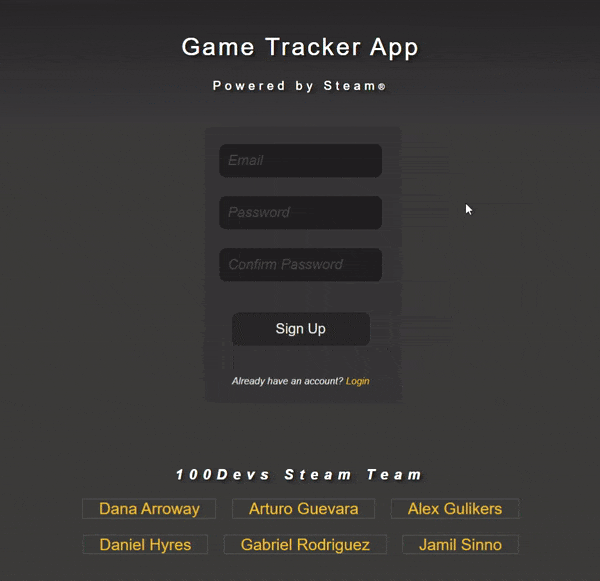 Game Tracker App
Powered by Steam®
Email
Password
Confirm Password
Sign Up
Already have an account? Login
100Devs Steam Team
Dana Arroway Arturo Guevara Alex Gulikers
Daniel Hyres Gabriel Rodriguez Jamil Sinno